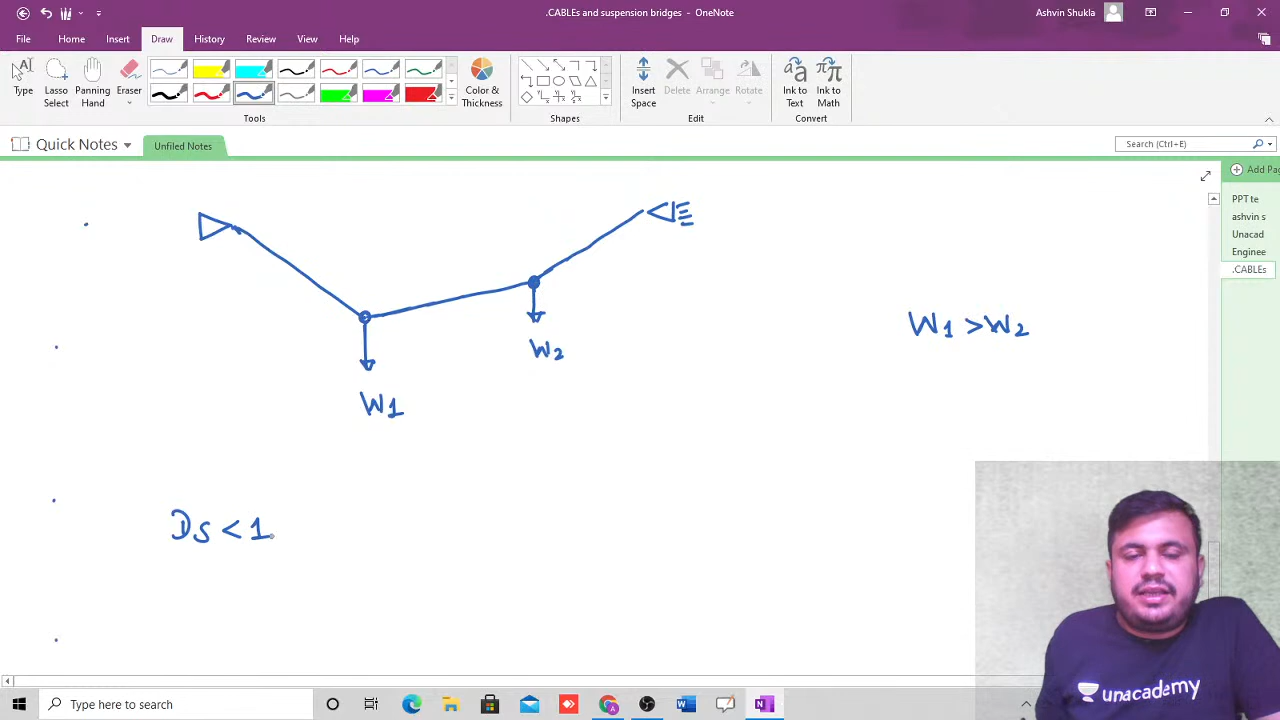 .CABLEs and suspension bridges - OneNote
Ashvin Shukla
File Home Insert Draw History Review View Help
Type
Lasso Select
Panning Hand
Eraser
Color & Thickness
Insert Space
Delete
Arrange
Rotate
Ink to Text
Ink to Math
Tools
Shapes
Edit
Convert
Quick Notes
Unfiled Notes
Search (Ctrl+E)
Add Pag
PPT te
ashvin s
Unacad
Enginee
.CABLEs
W1
W2
W1 > W2
Ds < 1
unacademy
Type here to search